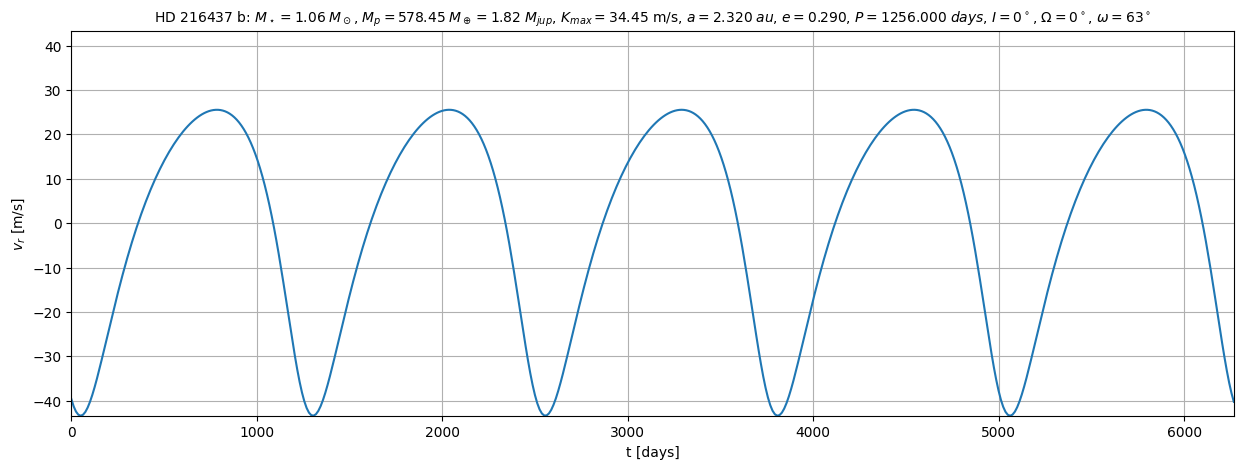 HD 216437 b: M⋆ = 1.06 M⊙, Mp = 578.45 M⊕ = 1.82 Mjup, Kmax = 34.45 m/s, a = 2.320 au, e = 0.290, P = 1256.000 days, I = 0°, Ω = 0°, ω = 63°
40
30
20
10
0
−10
−20
−30
−40
vr [m/s]
0 1000 2000 3000 4000 5000 6000
t [days]